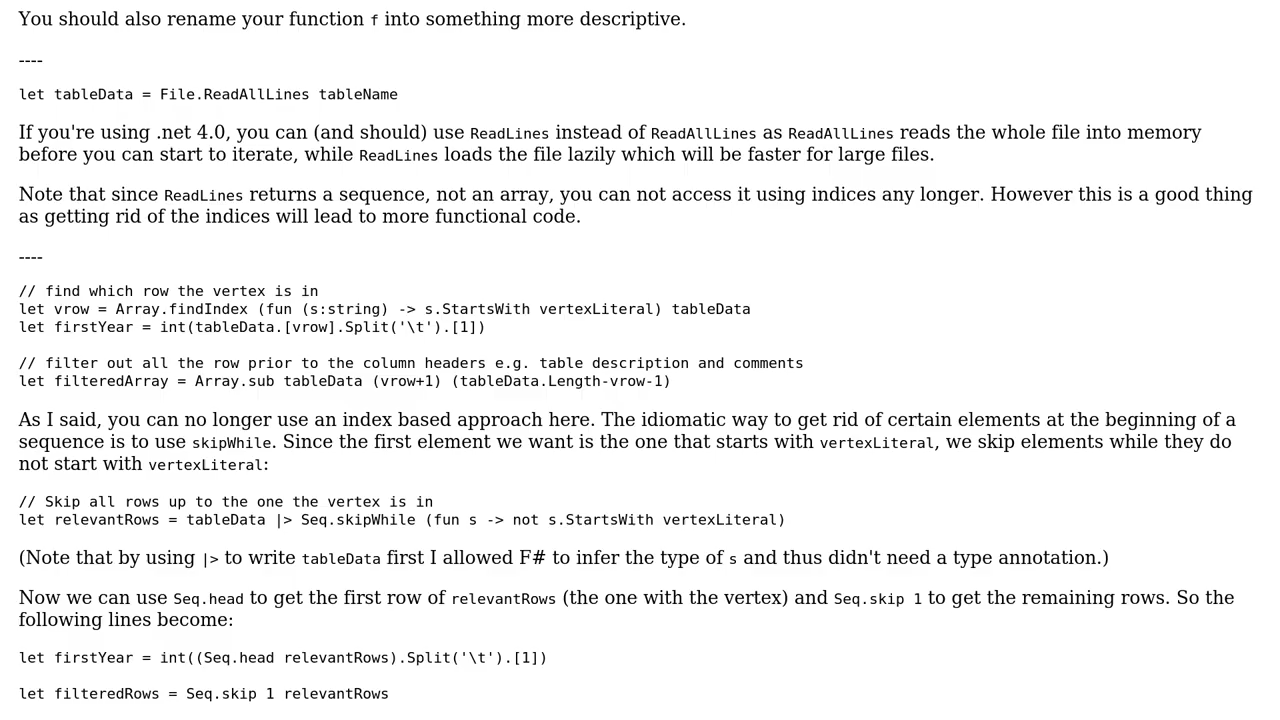 You should also rename your function f into something more descriptive.
----
let tableData = File.ReadAllLines tableName
If you're using .net 4.0, you can (and should) use ReadLines instead of ReadAllLines as ReadAllLines reads the whole file into memory
before you can start to iterate, while ReadLines loads the file lazily which will be faster for large files.
Note that since ReadLines returns a sequence, not an array, you can not access it using indices any longer. However this is a good thing
as getting rid of the indices will lead to more functional code.
----
// find which row the vertex is in
let vrow = Array.findIndex (fun (s:string) -> s.StartsWith vertexLiteral) tableData
let firstYear = int(tableData.[vrow].Split('\t').[1])
// filter out all the row prior to the column headers e.g. table description and comments
let filteredArray = Array.sub tableData (vrow+1) (tableData.Length-vrow-1)
As I said, you can no longer use an index based approach here. The idiomatic way to get rid of certain elements at the beginning of a
sequence is to use skipWhile. Since the first element we want is the one that starts with vertexLiteral, we skip elements while they do
not start with vertexLiteral:
// Skip all rows up to the one the vertex is in
let relevantRows = tableData |> Seq.skipWhile (fun s -> not s.StartsWith vertexLiteral)
(Note that by using |> to write tableData first I allowed F# to infer the type of s and thus didn't need a type annotation.)
Now we can use Seq.head to get the first row of relevantRows (the one with the vertex) and Seq.skip 1 to get the remaining rows. So the
following lines become:
let firstYear = int((Seq.head relevantRows).Split('\t').[1])
let filteredRows = Seq.skip 1 relevantRows